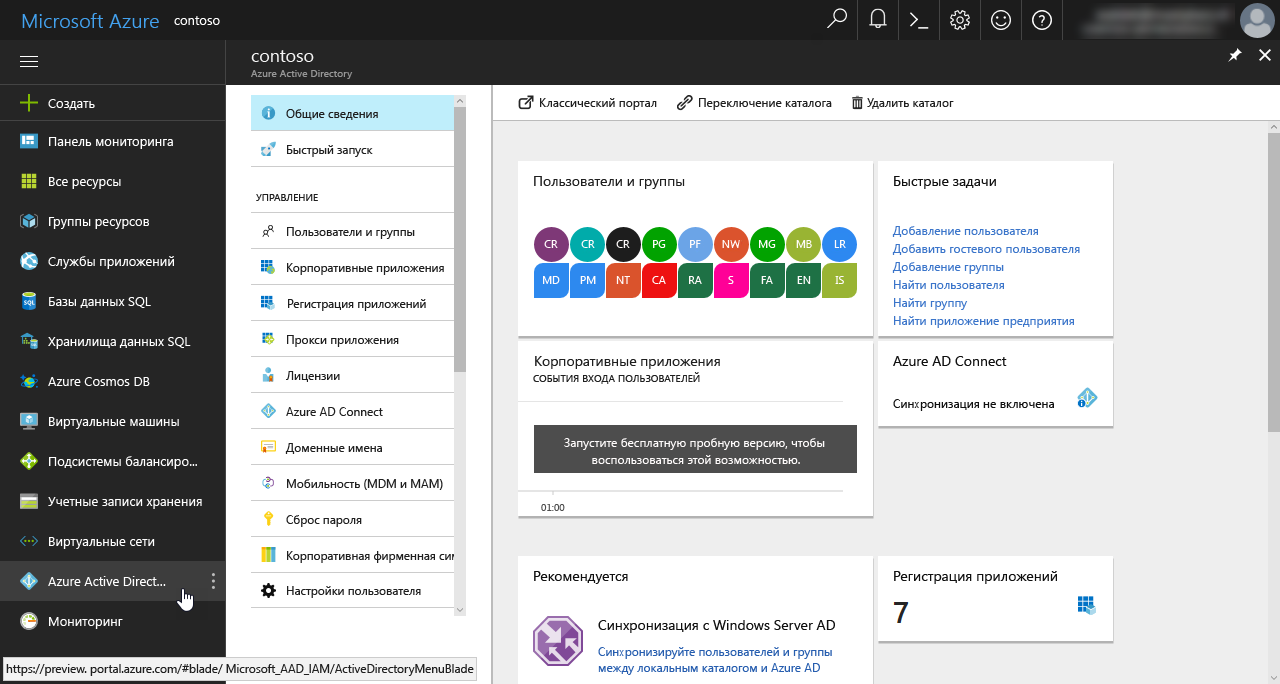 Microsoft Azure contoso
contoso
Azure Active Directory
Создать
Панель мониторинга
Все ресурсы
Группы ресурсов
Службы приложений
Базы данных SQL
Хранилища данных SQL
Azure Cosmos DB
Виртуальные машины
Подсистемы балансиро...
Учетные записи хранения
Виртуальные сети
Azure Active Direct...
Мониторинг
https://preview. portal.azure.com/#blade/ Microsoft_AAD_IAM/ActiveDirectoryMenuBlade
Общие сведения
Быстрый запуск
УПРАВЛЕНИЕ
Пользователи и группы
Корпоративные приложения
Регистрация приложений
Прокси приложения
Лицензии
Azure AD Connect
Доменные имена
Мобильность (MDM и MAM)
Сброс пароля
Корпоративная фирменная сим
Настройки пользователя
Классический портал Переключение каталога Удалить каталог
Пользователи и группы
CR CR CR PG PF NW MG MB LR
MD PM NT CA RA S FA EN IS
Быстрые задачи
Добавление пользователя
Добавить гостевого пользователя
Добавление группы
Найти пользователя
Найти группу
Найти приложение предприятия
Корпоративные приложения
СОБЫТИЯ ВХОДА ПОЛЬЗОВАТЕЛЕЙ
Запустите бесплатную пробную версию, чтобы
воспользоваться этой возможностью.
01:00
Azure AD Connect
Синхронизация не включена
Рекомендуется
Синхронизация с Windows Server AD
Синхронизируйте пользователей и группы
между локальным каталогом и Azure AD
Регистрация приложений
7